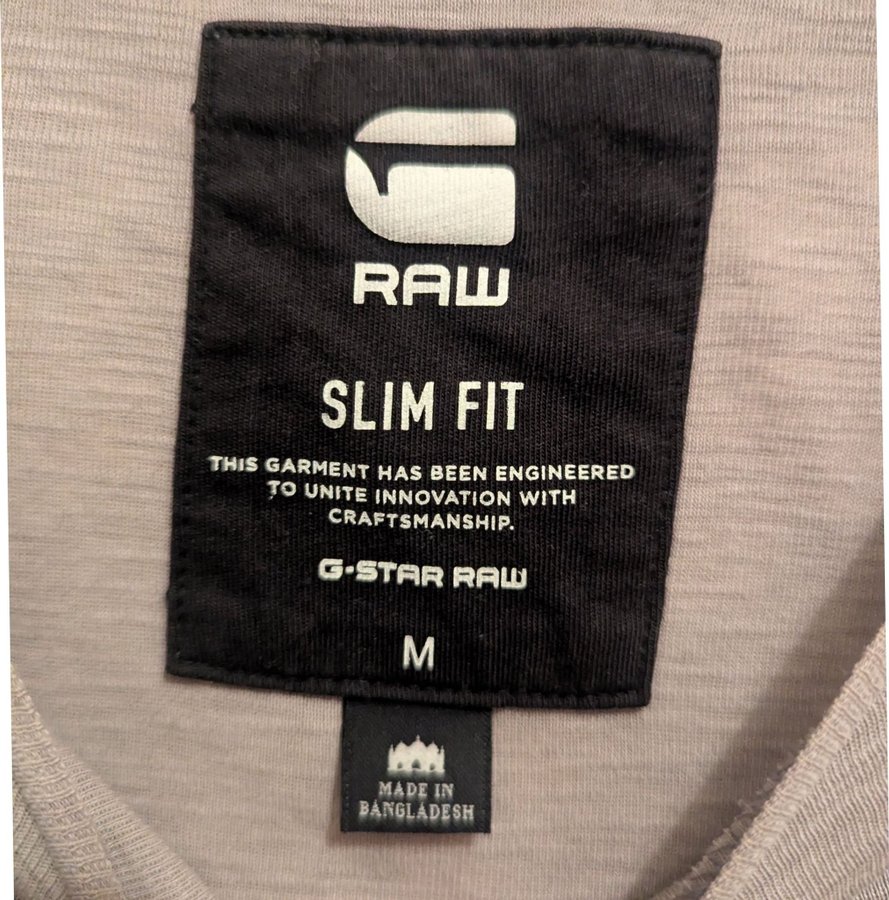 RAW
SLIM FIT
THIS GARMENT HAS BEEN ENGINEERED
TO UNITE INNOVATION WITH
CRAFTSMANSHIP.
G-STAR RAW
M
MADE IN
BANGLADESH